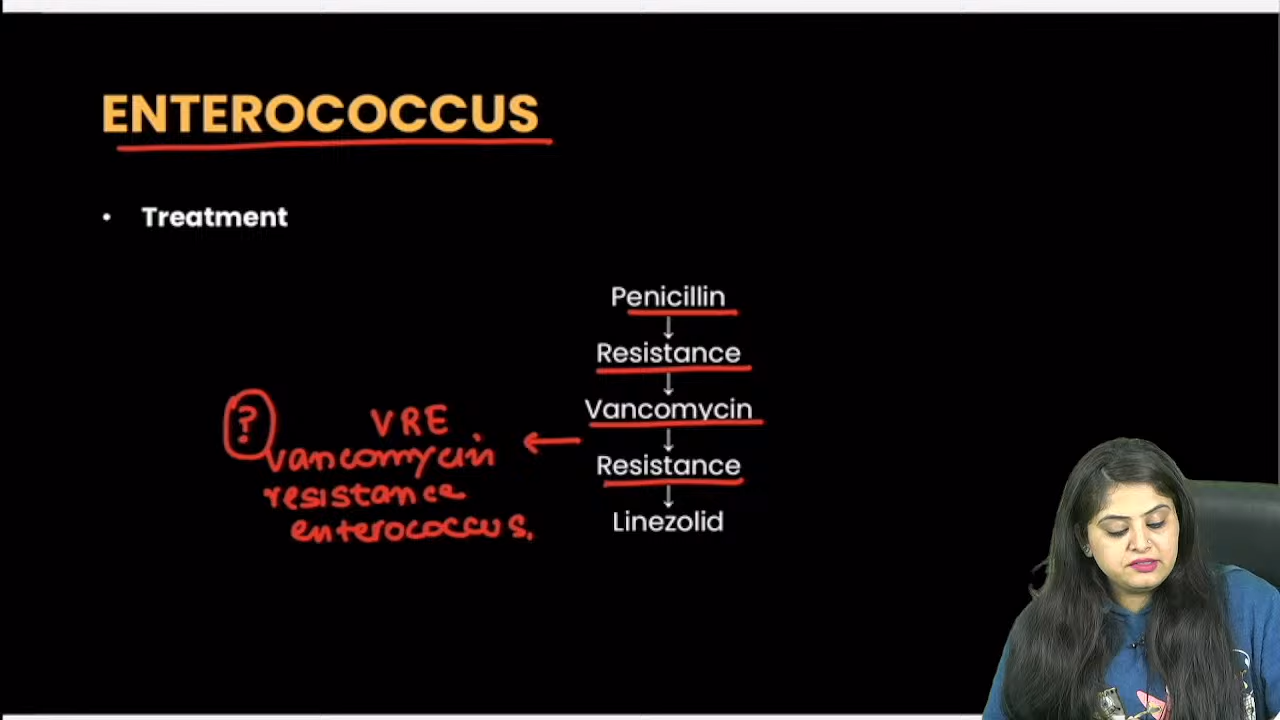 ENTEROCOCCUS
• Treatment
Penicillin
↓
Resistance
↓
Vancomycin
↓
Resistance
↓
Linezolid
←
? VRE
vancomycin
resistance
enterococcus.